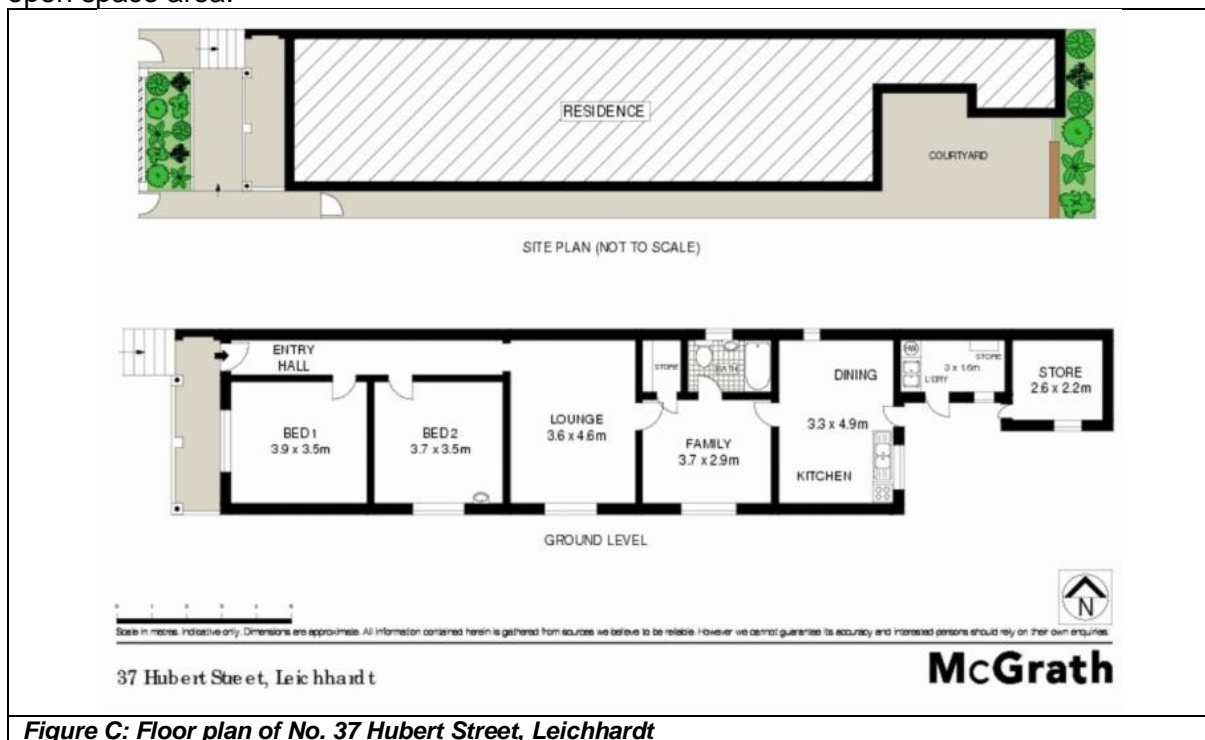 open space area.
RESIDENCE
COURTYARD
SITE PLAN (NOT TO SCALE)
ENTRY
HALL
BED 1
3.9 x 3.5m
BED 2
3.7 x 3.5m
LOUNGE
3.6 x 4.6m
STORE
BATH
FAMILY
3.7 x 2.9m
DINING
3.3 x 4.9m
KITCHEN
HW
STORE
3 x 1.6m
L'DRY
STORE
2.6 x 2.2m
GROUND LEVEL
N
Scale in metres. Indicative only. Dimensions are approximate. All information contained herein is gathered from sources we believe to be reliable. However we cannot guarantee its accuracy and interested persons should rely on their own enquiries.
37 Hubert Street, Leichhardt
McGrath
Figure C: Floor plan of No. 37 Hubert Street, Leichhardt